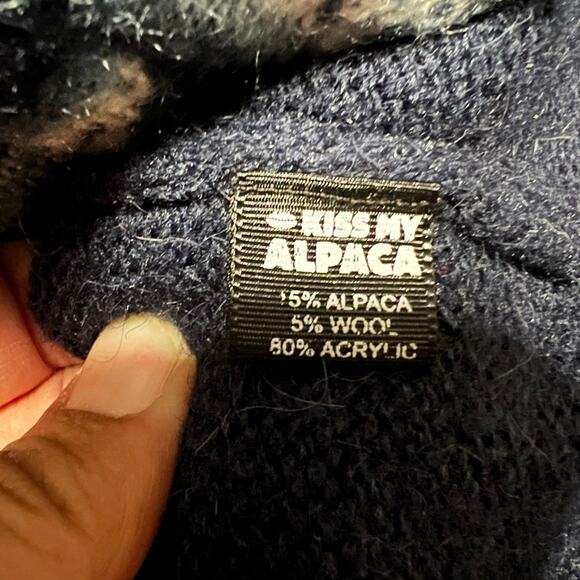 KISS MY
ALPACA
15% ALPACA
5% WOOL
80% ACRYLIC